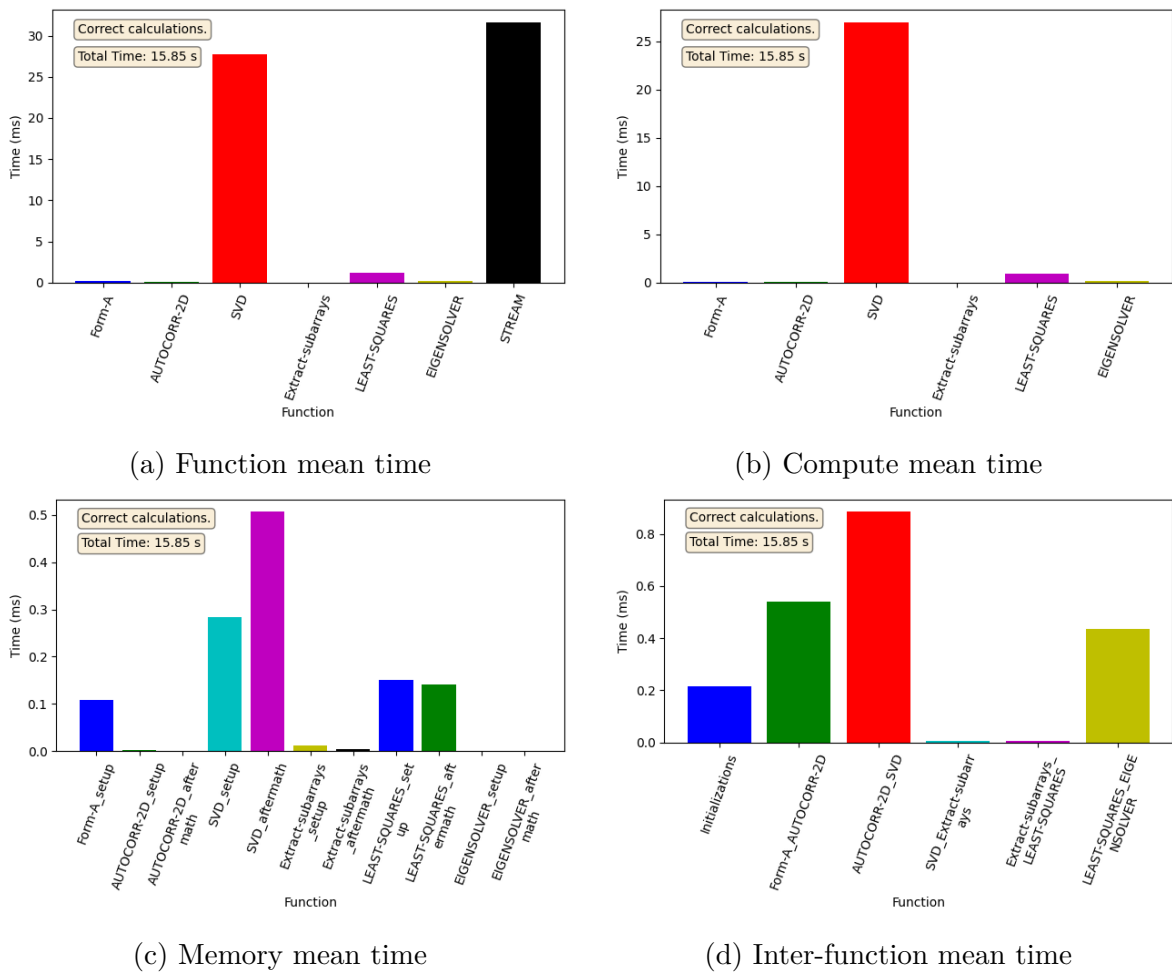 Correct calculations.
Total Time: 15.85 s
30
25
20
15
10
5
0
Time (ms)
Form-A
AUTOCORR-2D
SVD
Extract-subarrays
LEAST-SQUARES
EIGENSOLVER
STREAM
Function
(a) Function mean time
Correct calculations.
Total Time: 15.85 s
25
20
15
10
5
0
Time (ms)
Form-A
AUTOCORR-2D
SVD
Extract-subarrays
LEAST-SQUARES
EIGENSOLVER
Function
(b) Compute mean time
Correct calculations.
Total Time: 15.85 s
0.5
0.4
0.3
0.2
0.1
0.0
Time (ms)
Form-A_setup
AUTOCORR-2D_setup
AUTOCORR-2D_after
math
SVD_setup
SVD_aftermath
Extract-subarrays
_setup
Extract-subarrays
_aftermath
LEAST-SQUARES_set
up
LEAST-SQUARES_aft
ermath
EIGENSOLVER_setup
EIGENSOLVER_after
math
Function
(c) Memory mean time
Correct calculations.
Total Time: 15.85 s
0.8
0.6
0.4
0.2
0.0
Time (ms)
Initializations
Form-A_AUTOCORR-2D
AUTOCORR-2D_SVD
SVD_Extract-subarr
ays
Extract-subarrays_
LEAST-SQUARES
LEAST-SQUARES_EIGE
NSOLVER
Function
(d) Inter-function mean time